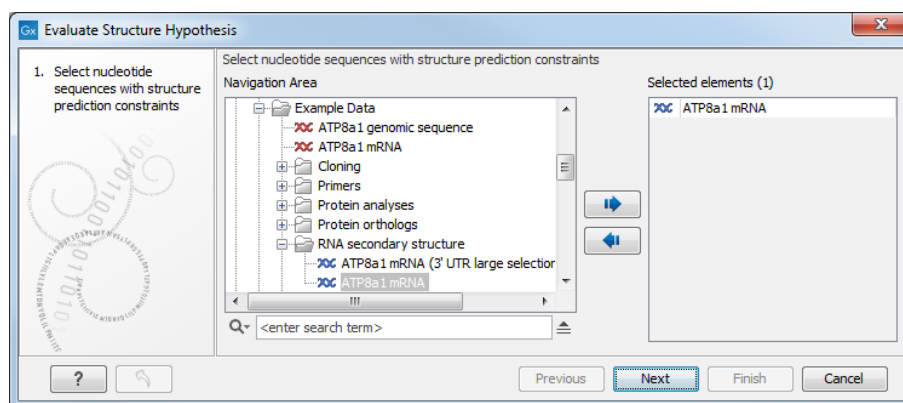 Gx Evaluate Structure Hypothesis
1. Select nucleotide
sequences with structure
prediction constraints
Select nucleotide sequences with structure prediction constraints
Navigation Area
Example Data
ATP8a1 genomic sequence
ATP8a1 mRNA
Cloning
Primers
Protein analyses
Protein orthologs
RNA secondary structure
ATP8a1 mRNA (3' UTR large selection
ATP8a1 mRNA
<enter search term>
Selected elements (1)
ATP8a1 mRNA
?
Previous
Next
Finish
Cancel